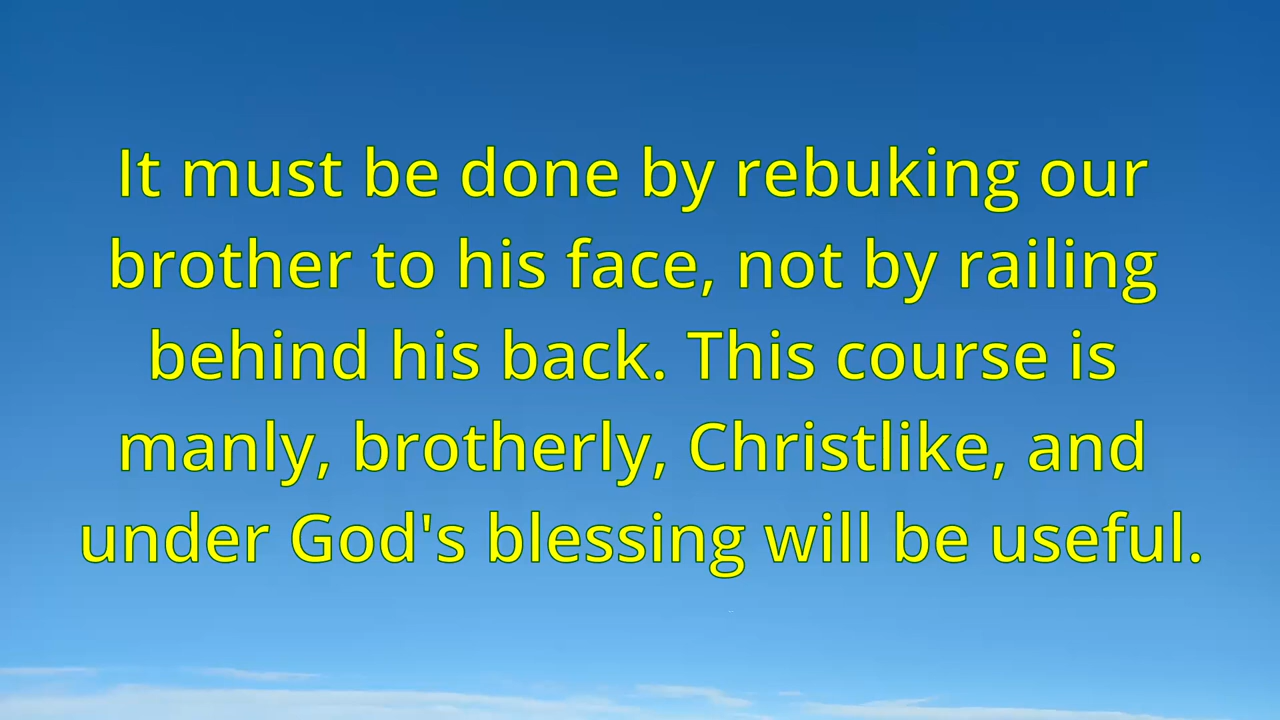 It must be done by rebuking our
brother to his face, not by railing
behind his back. This course is
manly, brotherly, Christlike, and
under God's blessing will be useful.